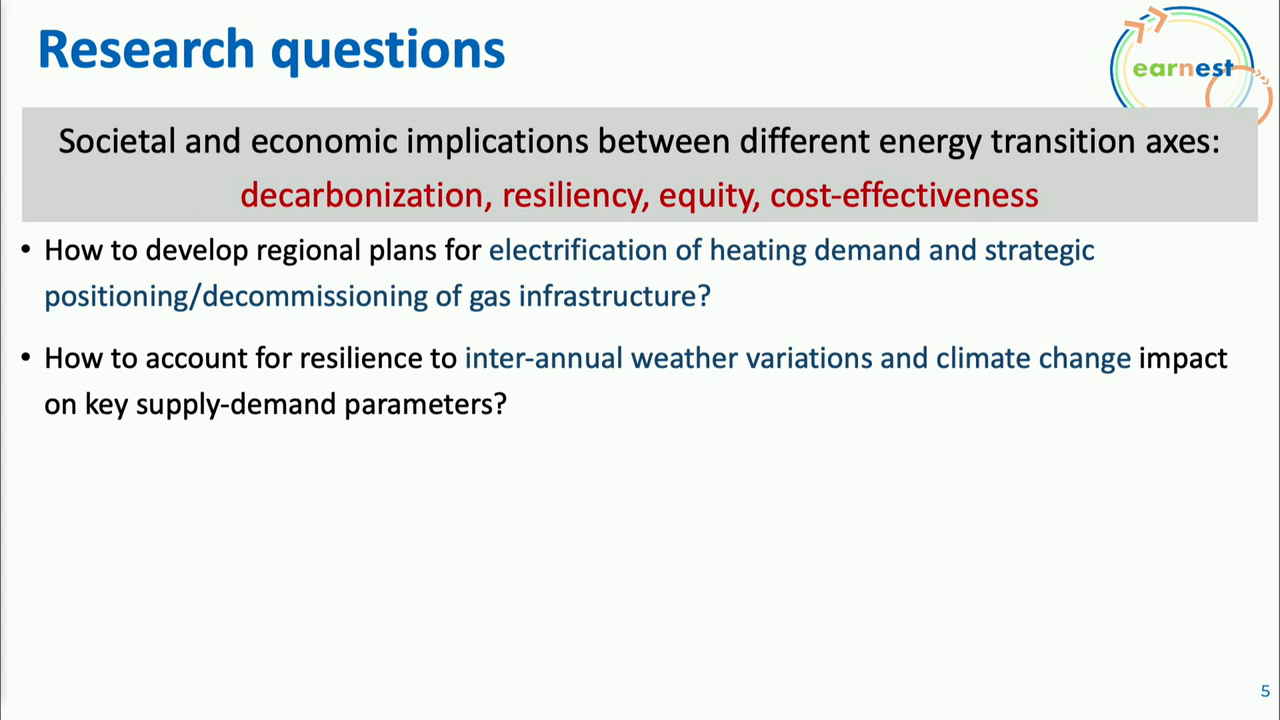 Research questions
earnest
Societal and economic implications between different energy transition axes:
decarbonization, resiliency, equity, cost-effectiveness
• How to develop regional plans for electrification of heating demand and strategic
positioning/decommissioning of gas infrastructure?
• How to account for resilience to inter-annual weather variations and climate change impact
on key supply-demand parameters?
5